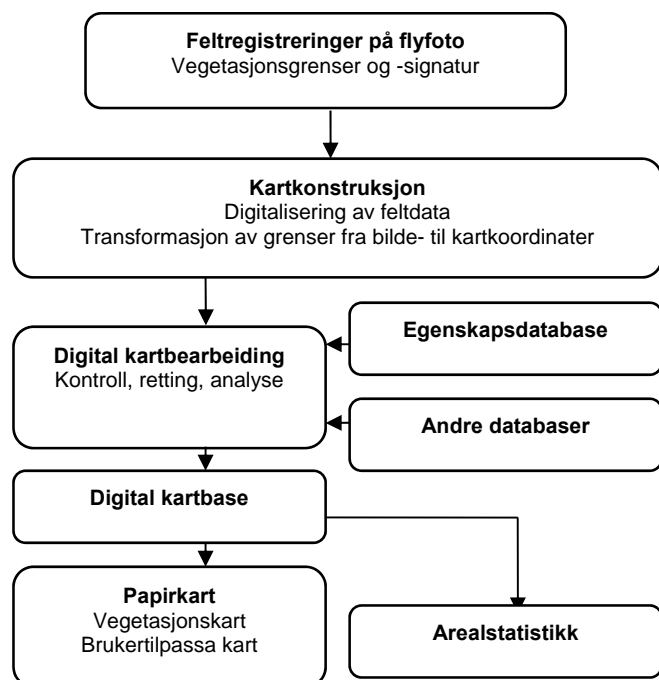 Feltregistreringer på flyfoto
Vegetasjonsgrenser og -signatur
Kartkonstruksjon
Digitalisering av feltdata
Transformasjon av grenser fra bilde- til kartkoordinater
Digital kartbearbeiding
Kontroll, retting, analyse
Egenskapsdatabase
Andre databaser
Digital kartbase
Papirkart
Vegetasjonskart
Brukertilpassa kart
Arealstatistikk